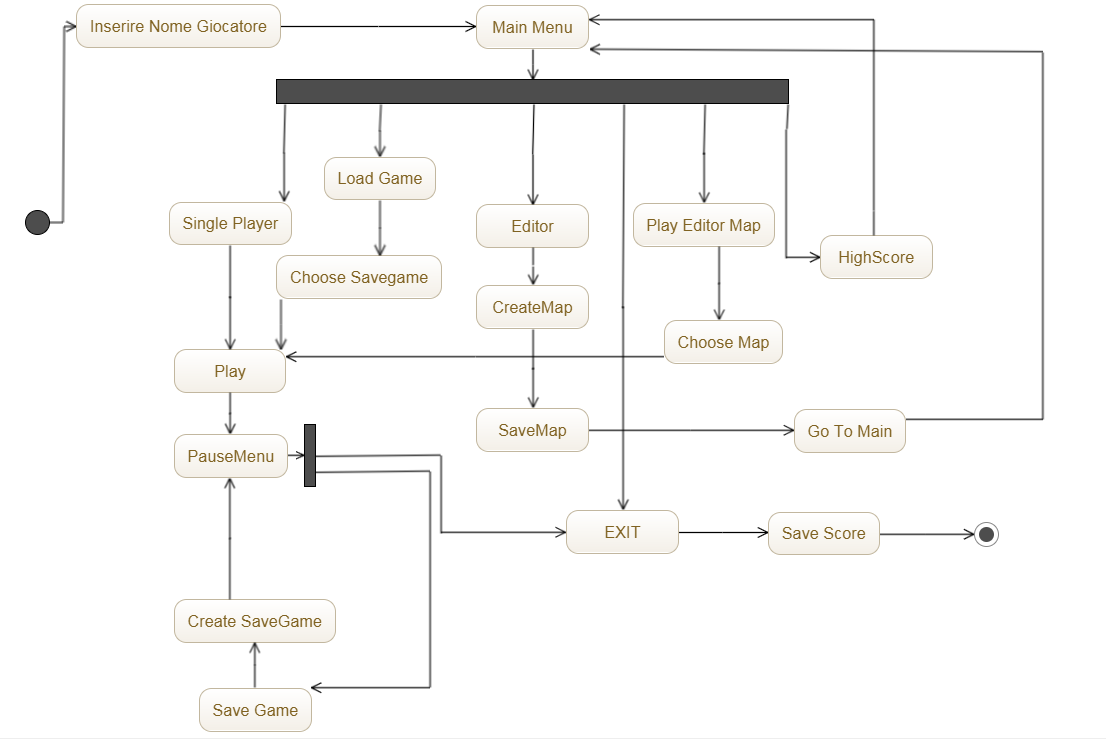 Inserire Nome Giocatore
Main Menu
Load Game
Single Player
Editor
Play Editor Map
HighScore
Choose Savegame
CreateMap
Choose Map
Play
SaveMap
Go To Main
PauseMenu
EXIT
Save Score
Create SaveGame
Save Game